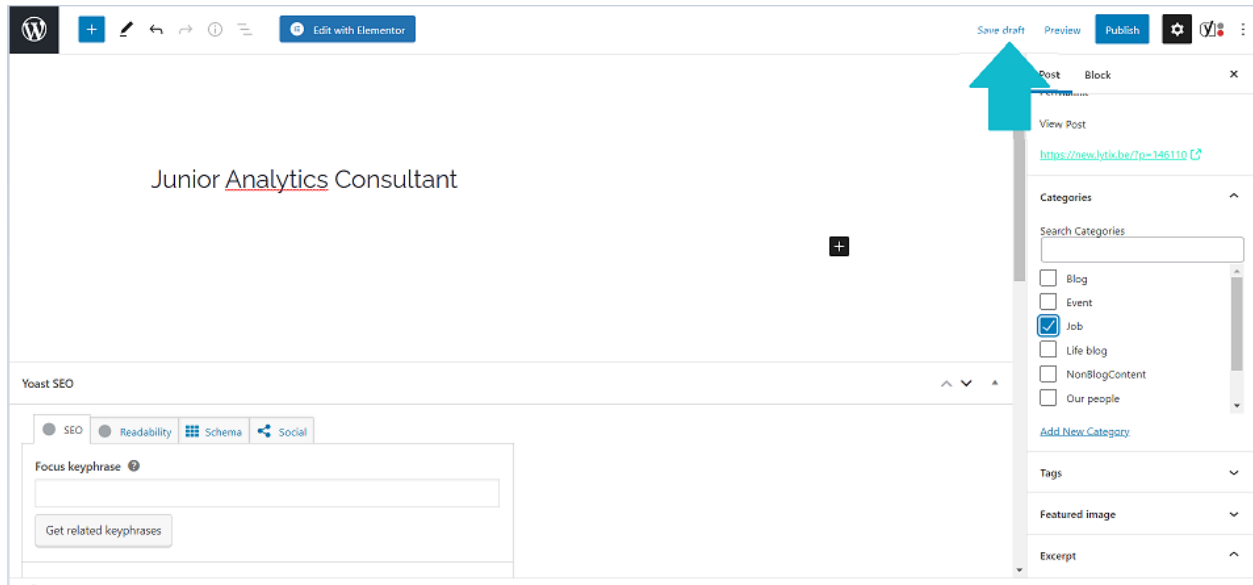 Edit with Elementor
Save draft
Preview
Publish
Post
Block
Permalink
View Post
https://new.lytix.be/?p=146110
Junior Analytics Consultant
Categories
Search Categories
Blog
Event
Job
Life blog
NonBlogContent
Our people
Add New Category
Tags
Featured image
Excerpt
Yoast SEO
SEO
Readability
Schema
Social
Focus keyphrase
Get related keyphrases